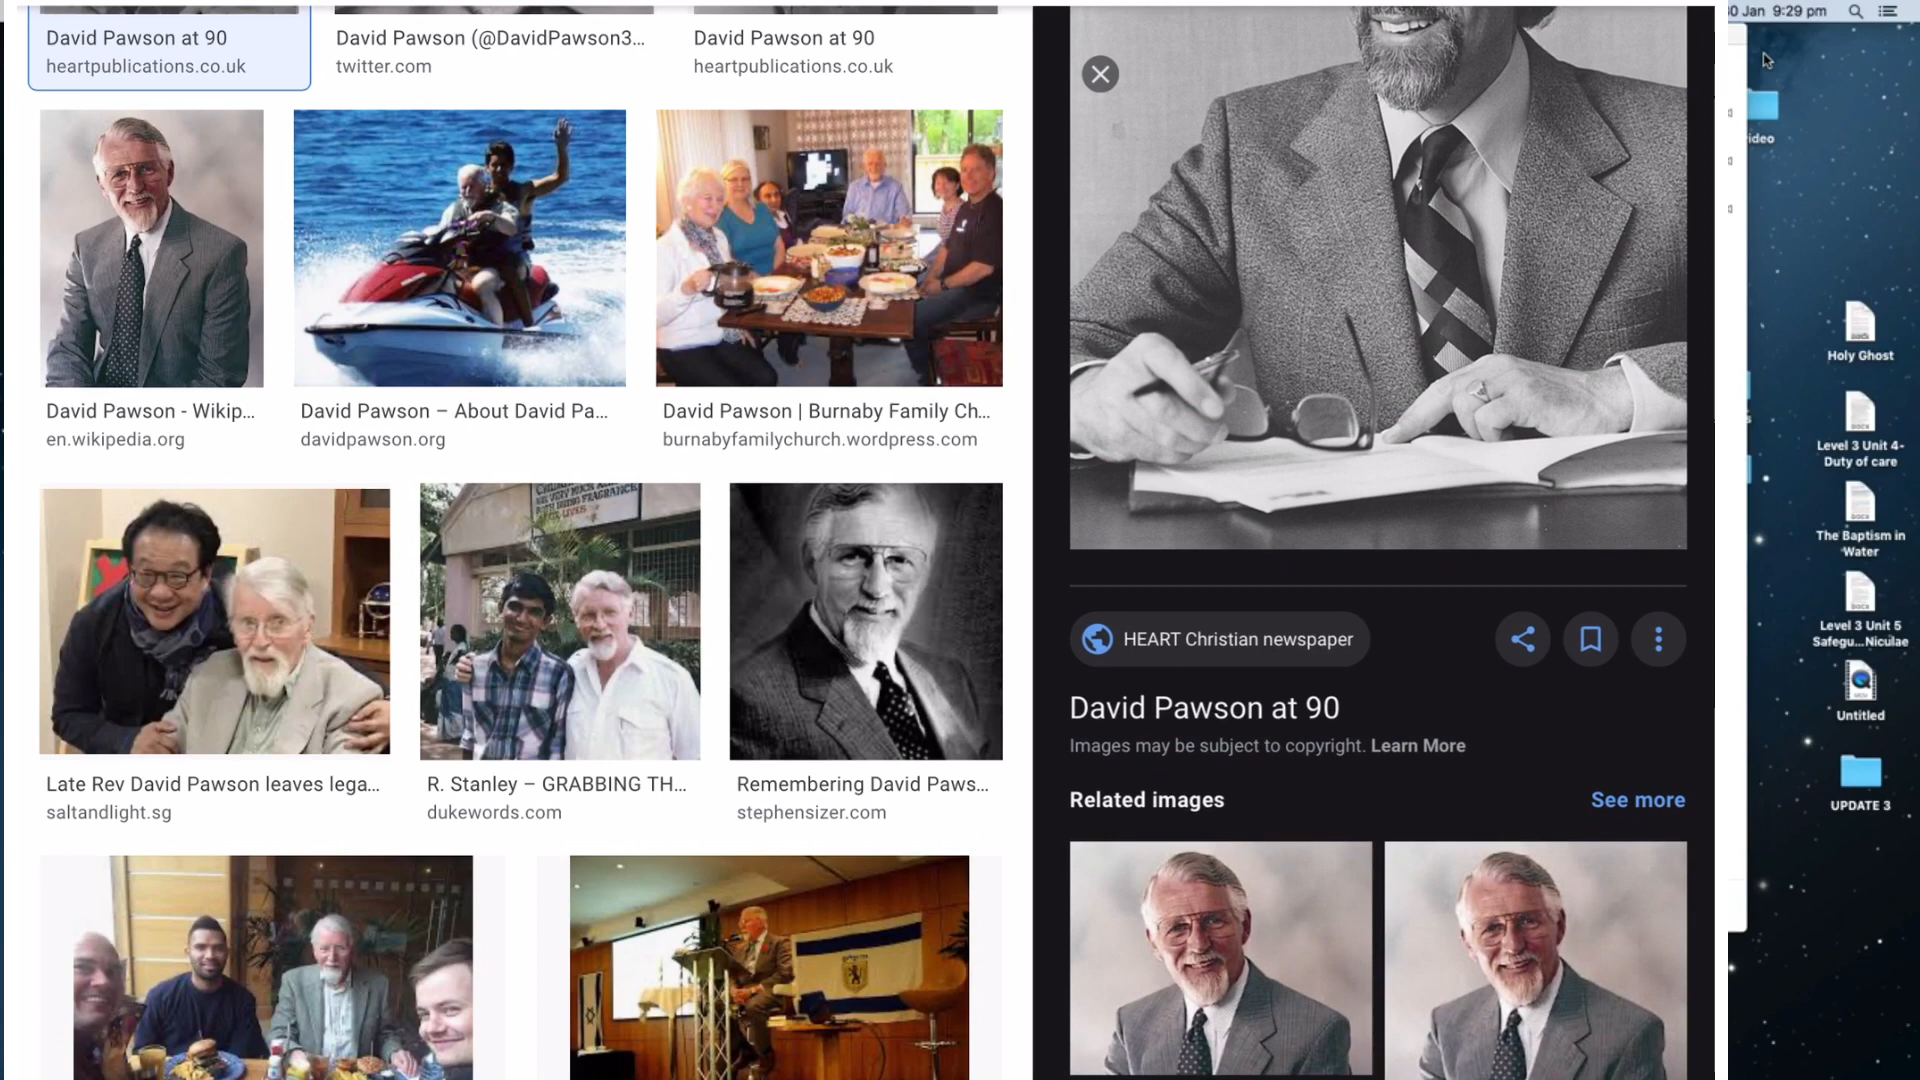 David Pawson at 90
heartpublications.co.uk
David Pawson (@DavidPawson3...
twitter.com
David Pawson at 90
heartpublications.co.uk
David Pawson - Wikip...
en.wikipedia.org
David Pawson – About David Pa...
davidpawson.org
David Pawson | Burnaby Family Ch...
burnabyfamilychurch.wordpress.com
Late Rev David Pawson leaves lega...
saltandlight.sg
R. Stanley – GRABBING TH...
dukewords.com
Remembering David Paws...
stephensizer.com
HEART Christian newspaper
David Pawson at 90
Images may be subject to copyright. Learn More
Related images
See more
0 Jan 9:29 pm
ideo
DOCX
Holy Ghost
DOCX
Level 3 Unit 4-
Duty of care
DOCX
The Baptism in
Water
DOCX
Level 3 Unit 5
Safegu...Niculae
Untitled
UPDATE 3